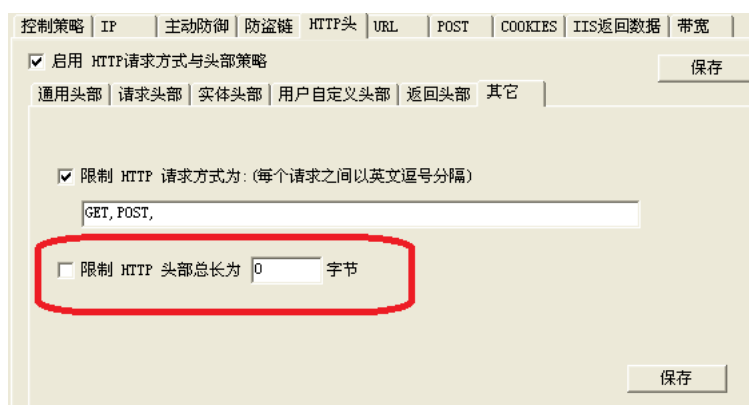 控制策略 IP 主动防御 防盗链 HTTP头 URL POST COOKIES IIS返回数据 带宽
启用 HTTP请求方式与头部策略 保存
通用头部 请求头部 实体头部 用户自定义头部 返回头部 其它
限制 HTTP 请求方式为:(每个请求之间以英文逗号分隔)
GET,POST,
限制 HTTP 头部总长为 0 字节
保存